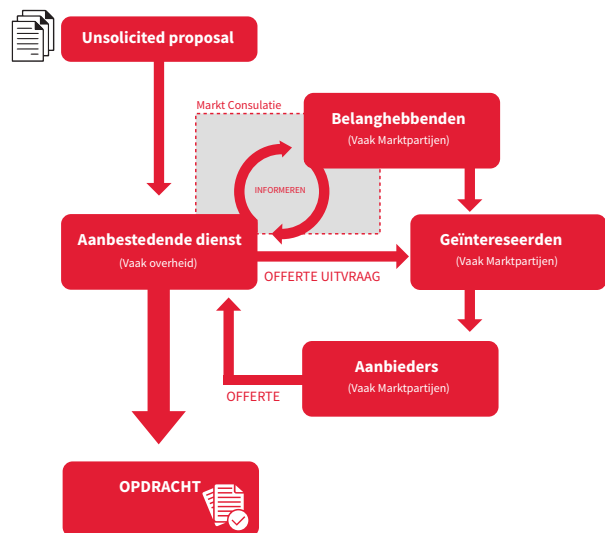 Unsolicited proposal
Markt Consulatie
Belanghebbenden
(Vaak Marktpartijen)
INFORMEREN
Aanbestedende dienst
(Vaak overheid)
Geïntereseerden
(Vaak Marktpartijen)
OFFERTE UITVRAAG
Aanbieders
(Vaak Marktpartijen)
OFFERTE
OPDRACHT